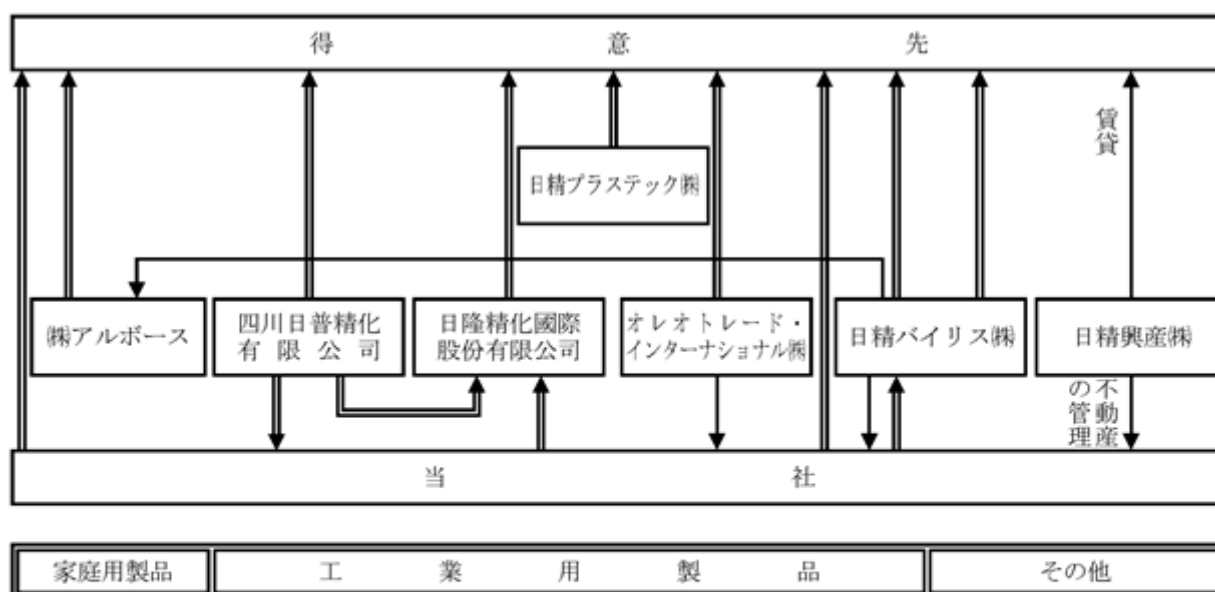 得意先
賃貸
日精プラステック㈱
㈱アルボース
四川日普精化
有限公司
日隆精化國際
股份有限公司
オレオトレード・
インターナショナル㈱
日精バイリス㈱
日精興産㈱
不動産
の管理
当社
家庭用製品
工業用製品
その他